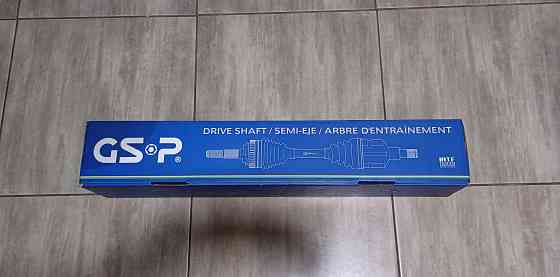 DRIVE SHAFT / SEMI-EJE / ARBRE D'ENTRAÎNEMENT
GSP®